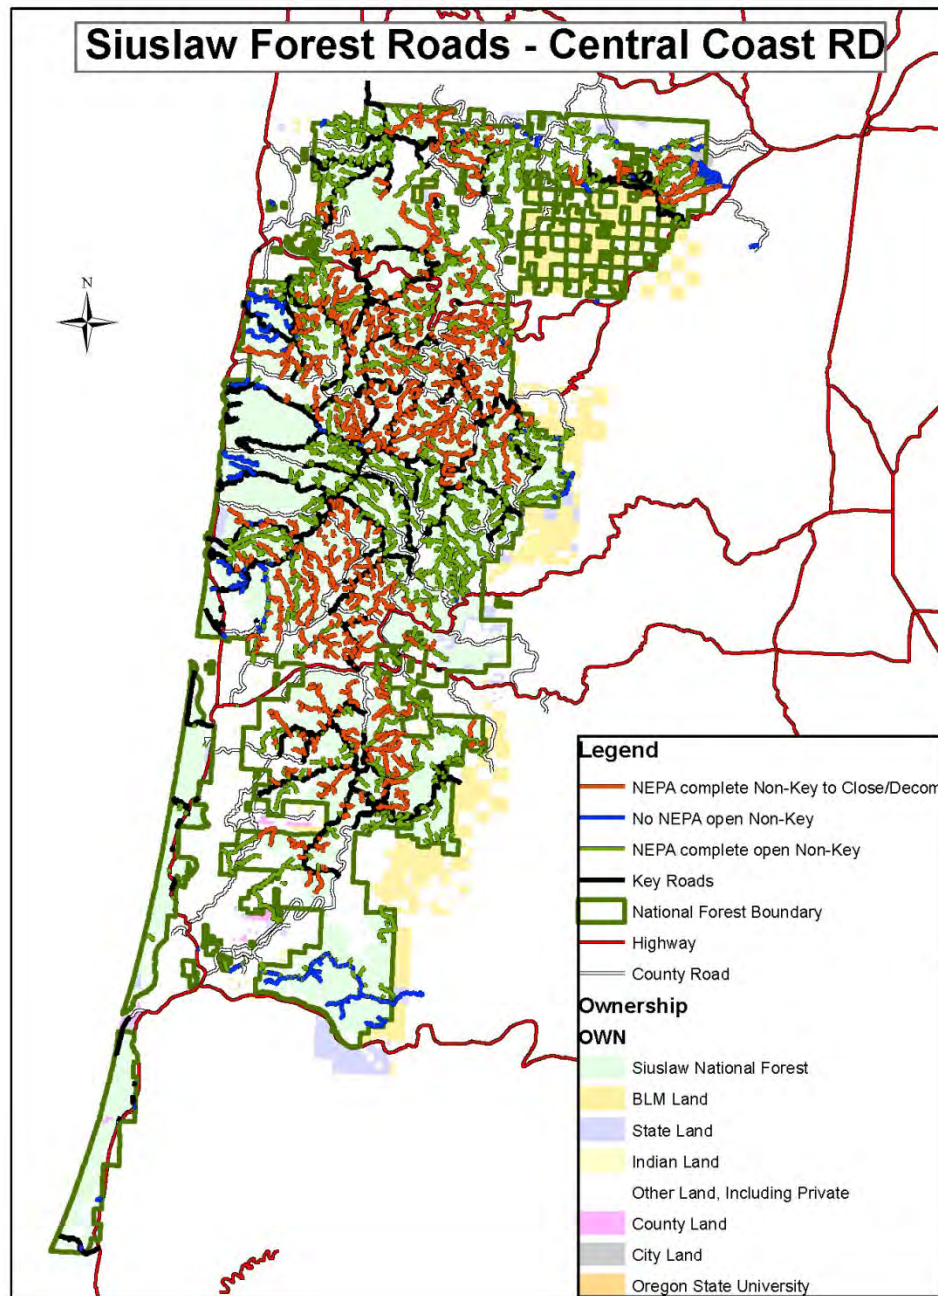 Siuslaw Forest Roads - Central Coast RD
N
Legend
NEPA complete Non-Key to Close/Decom
No NEPA open Non-Key
NEPA complete open Non-Key
Key Roads
National Forest Boundary
Highway
County Road
Ownership
OWN
Siuslaw National Forest
BLM Land
State Land
Indian Land
Other Land, Including Private
County Land
City Land
Oregon State University